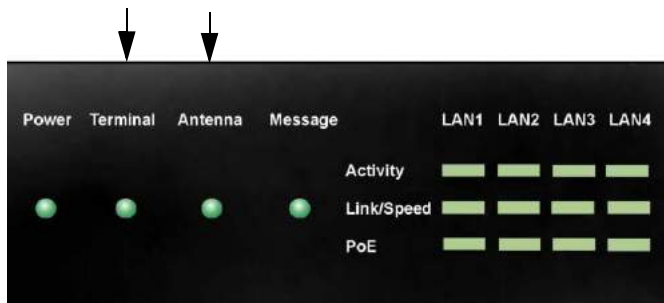 Power Terminal Antenna Message LAN1 LAN2 LAN3 LAN4
Activity
Link/Speed
PoE